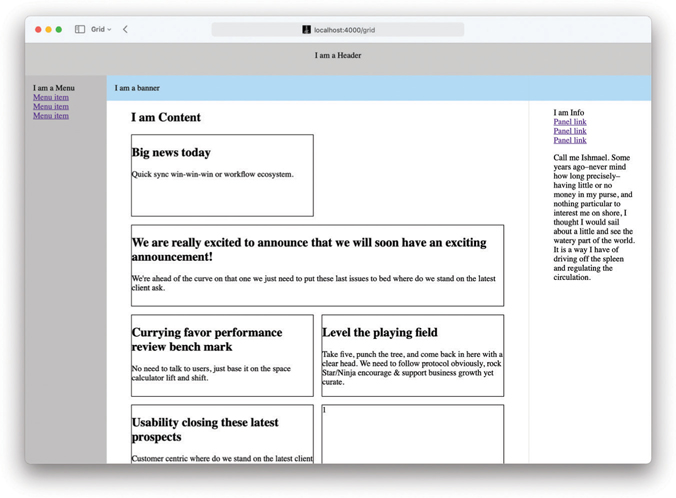 Grid
localhost:4000/grid
I am a Header
I am a Menu
Menu item
Menu item
Menu item
I am a banner
I am Content
Big news today
Quick sync win-win-win or workflow ecosystem.
We are really excited to announce that we will soon have an exciting
announcement!
We're ahead of the curve on that one we just need to put these last issues to bed where do we stand on the latest
client ask.
Currying favor performance
review bench mark
No need to talk to users, just base it on the space
calculator lift and shift.
Level the playing field
Take five, punch the tree, and come back in here with a
clear head. We need to follow protocol obviously, rock
Star/Ninja encourage & support business growth yet
curate.
Usability closing these latest
prospects
Customer centric where do we stand on the latest client
1
I am Info
Panel link
Panel link
Panel link
Call me Ishmael. Some
years ago–never mind
how long precisely–
having little or no
money in my purse, and
nothing particular to
interest me on shore, I
thought I would sail
about a little and see the
watery part of the world.
It is a way I have of
driving off the spleen
and regulating the
circulation.